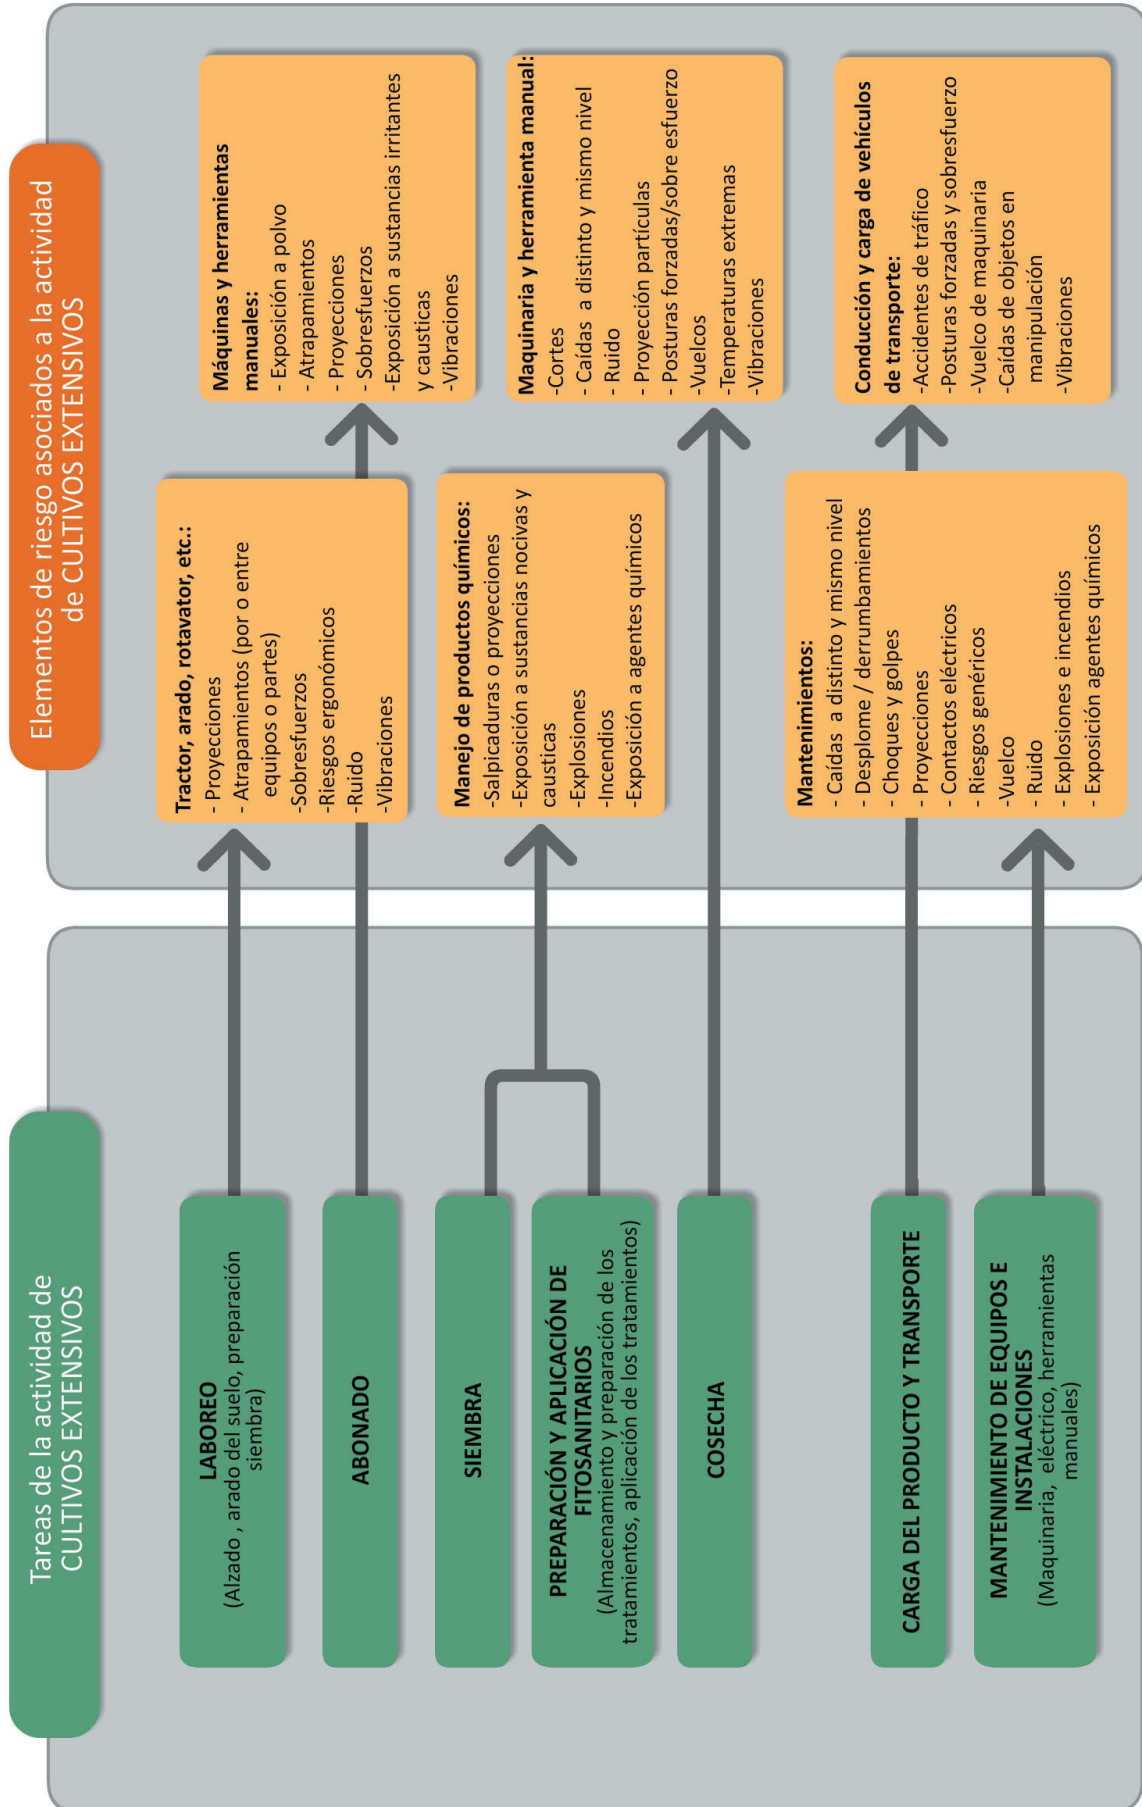 Tareas de la actividad de
CULTIVOS EXTENSIVOS
LABOREO
(Alzado , arado del suelo, preparación
siembra)
ABONADO
SIEMBRA
PREPARACIÓN Y APLICACIÓN DE
FITOSANITARIOS
(Almacenamiento y preparación de los
tratamientos, aplicación de los tratamientos)
COSECHA
CARGA DEL PRODUCTO Y TRANSPORTE
MANTENIMIENTO DE EQUIPOS E
INSTALACIONES
(Maquinaria, eléctrico, herramientas
manuales)
Elementos de riesgo asociados a la actividad
de CULTIVOS EXTENSIVOS
Tractor, arado, rotavator, etc.:
- Proyecciones
- Atrapamientos (por o entre
equipos o partes)
-Sobresfuerzos
-Riesgos ergonómicos
-Ruido
-Vibraciones
Máquinas y herramientas
manuales:
- Exposición a polvo
- Atrapamientos
- Proyecciones
- Sobresfuerzos
-Exposición a sustancias irritantes
y causticas
-Vibraciones
Manejo de productos químicos:
-Salpicaduras o proyecciones
-Exposición a sustancias nocivas y
causticas
-Explosiones
-Incendios
-Exposición a agentes químicos
Maquinaria y herramienta manual:
-Cortes
- Caídas a distinto y mismo nivel
- Ruido
- Proyección partículas
- Posturas forzadas/sobre esfuerzo
-Vuelcos
-Temperaturas extremas
-Vibraciones
Mantenimientos:
- Caídas a distinto y mismo nivel
- Desplome / derrumbamientos
- Choques y golpes
- Proyecciones
- Contactos eléctricos
- Riesgos genéricos
-Vuelco
- Ruido
- Explosiones e incendios
- Exposición agentes químicos
Conducción y carga de vehículos
de transporte:
-Accidentes de tráfico
-Posturas forzadas y sobresfuerzo
-Vuelco de maquinaria
-Caídas de objetos en
manipulación
-Vibraciones